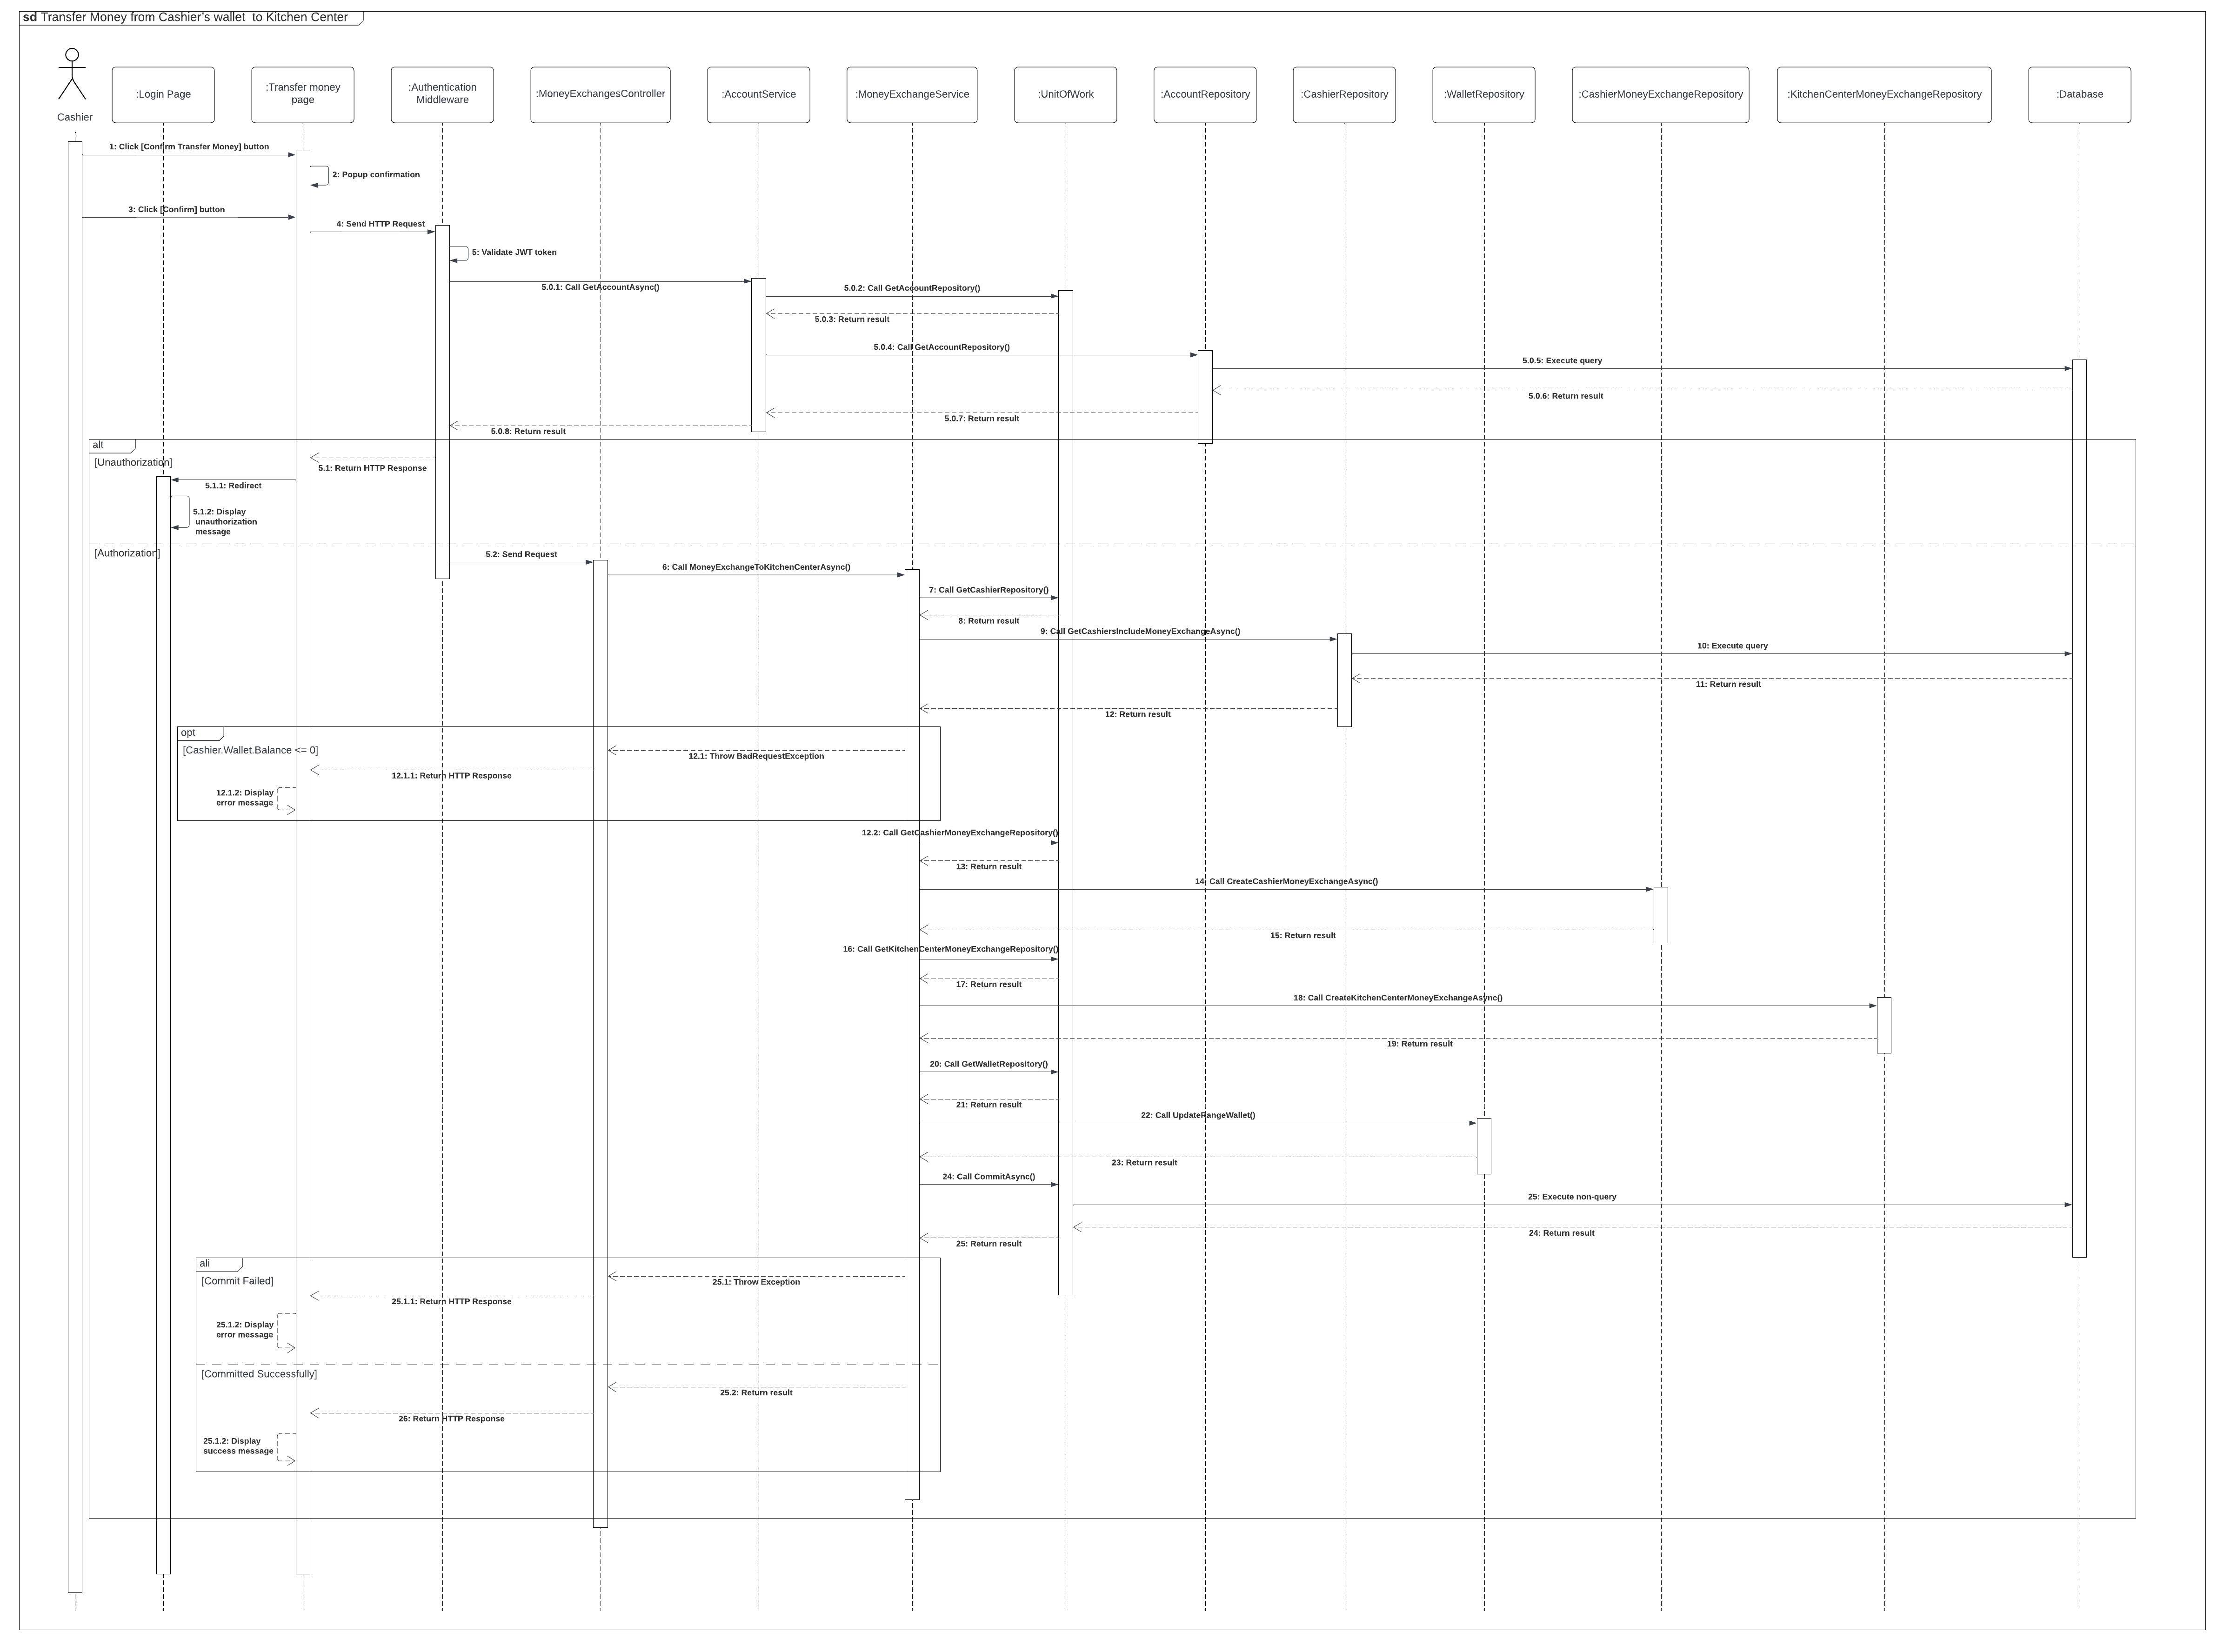 sd Transfer Money from Cashier's wallet  to Kitchen Center
Cashier
:Login Page
:Transfer money
page
:Authentication
Middleware
:MoneyExchangesController
:AccountService
:MoneyExchangeService
:UnitOfWork
:AccountRepository
:CashierRepository
:WalletRepository
:CashierMoneyExchangeRepository
:KitchenCenterMoneyExchangeRepository
:Database
1: Click [Confirm Transfer Money] button
2: Popup confirmation
3: Click [Confirm] button
4: Send HTTP Request
5: Validate JWT token
5.0.1: Call GetAccountAsync()
5.0.2: Call GetAccountRepository()
5.0.3: Return result
5.0.4: Call GetAccountRepository()
5.0.5: Execute query
5.0.6: Return result
5.0.7: Return result
5.0.8: Return result
alt
[Unauthorization]
5.1: Return HTTP Response
5.1.1: Redirect
5.1.2: Display
unauthorization
message
[Authorization]
5.2: Send Request
6: Call MoneyExchangeToKitchenCenterAsync()
7: Call GetCashierRepository()
8: Return result
9: Call GetCashiersIncludeMoneyExchangeAsync()
10: Execute query
11: Return result
12: Return result
opt
[Cashier.Wallet.Balance <= 0]
12.1: Throw BadRequestException
12.1.1: Return HTTP Response
12.1.2: Display
error message
12.2: Call GetCashierMoneyExchangeRepository()
13: Return result
14: Call CreateCashierMoneyExchangeAsync()
15: Return result
16: Call GetKitchenCenterMoneyExchangeRepository()
17: Return result
18: Call CreateKitchenCenterMoneyExchangeAsync()
19: Return result
20: Call GetWalletRepository()
21: Return result
22: Call UpdateRangeWallet()
23: Return result
24: Call CommitAsync()
25: Execute non-query
24: Return result
25: Return result
ali
[Commit Failed]
25.1: Throw Exception
25.1.1: Return HTTP Response
25.1.2: Display
error message
[Committed Successfully]
25.2: Return result
26: Return HTTP Response
25.1.2: Display
success message